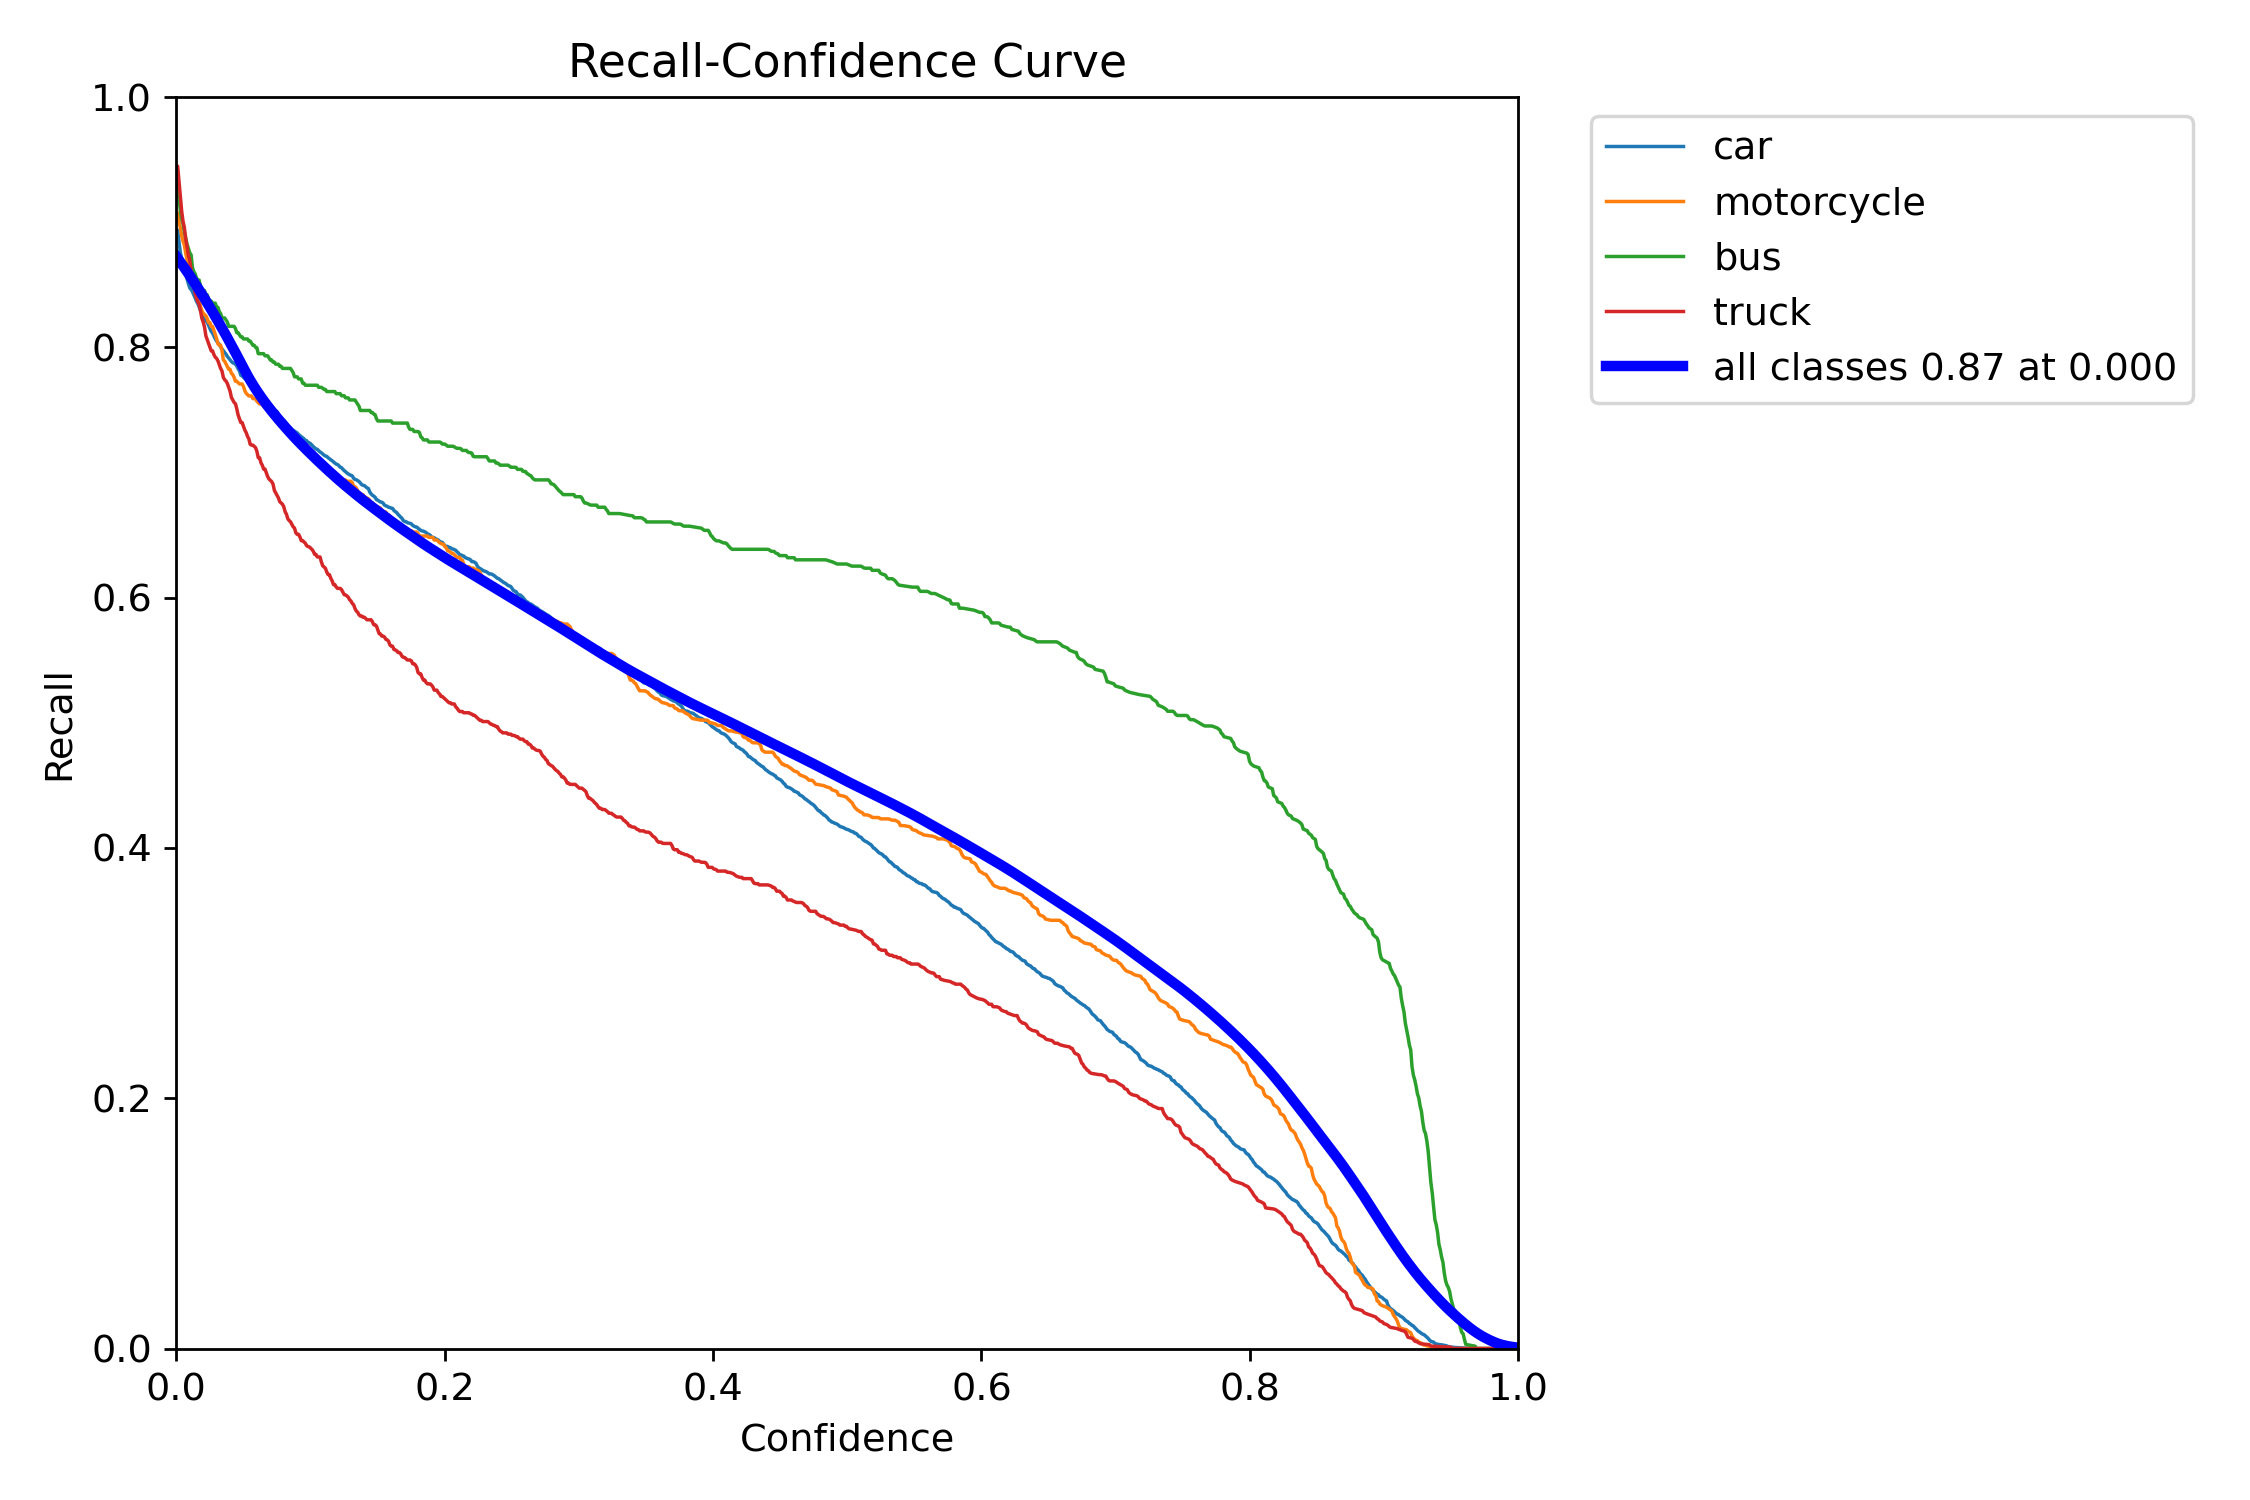 Recall-Confidence Curve
1.0
0.8
0.6
0.4
0.2
0.0
Recall
0.0 0.2 0.4 0.6 0.8 1.0
Confidence
car
motorcycle
bus
truck
all classes 0.87 at 0.000